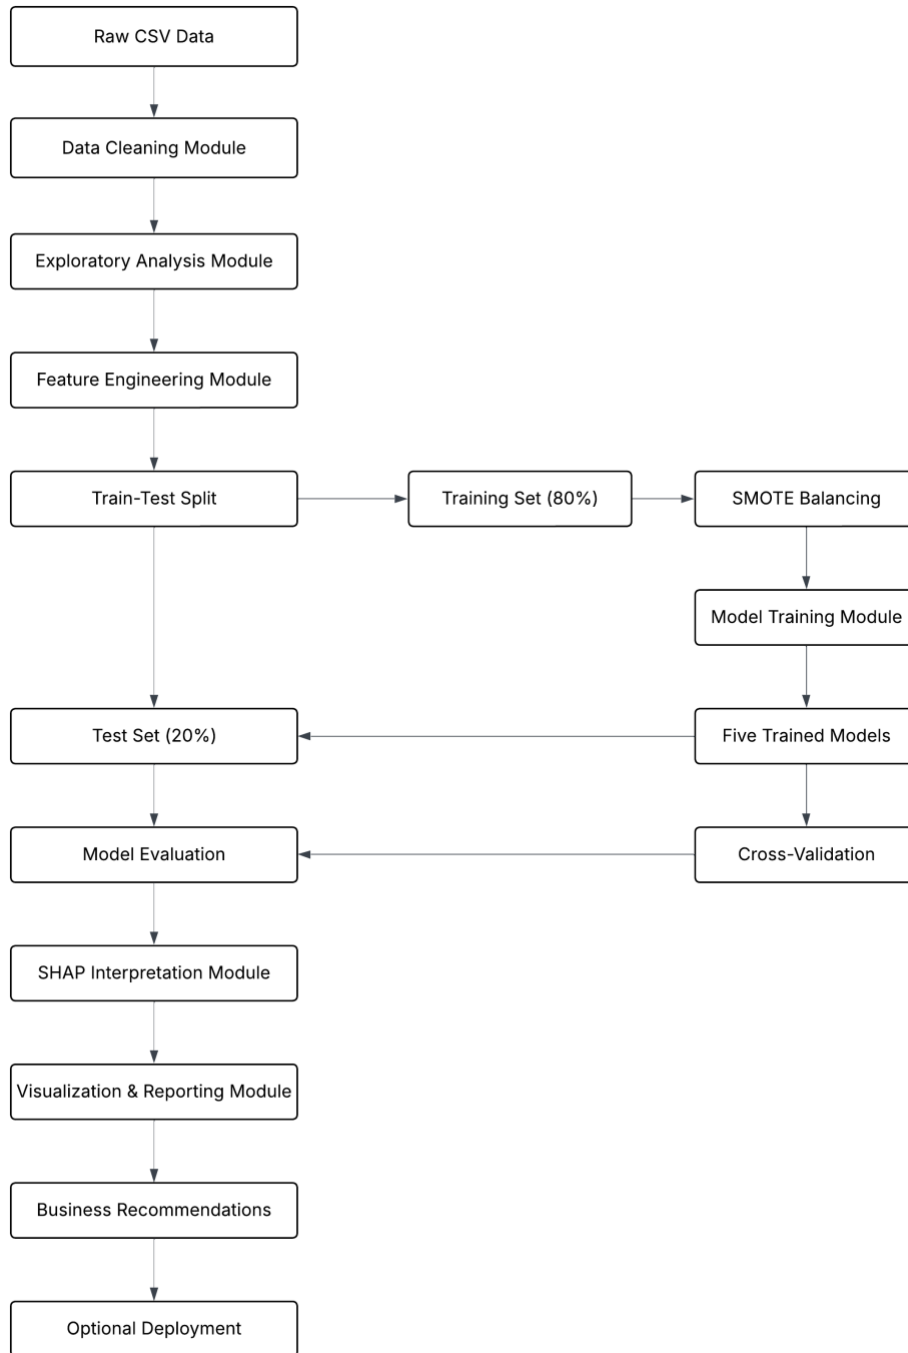 Raw CSV Data
Data Cleaning Module
Exploratory Analysis Module
Feature Engineering Module
Train-Test Split
Training Set (80%)
SMOTE Balancing
Model Training Module
Test Set (20%)
Five Trained Models
Model Evaluation
Cross-Validation
SHAP Interpretation Module
Visualization & Reporting Module
Business Recommendations
Optional Deployment